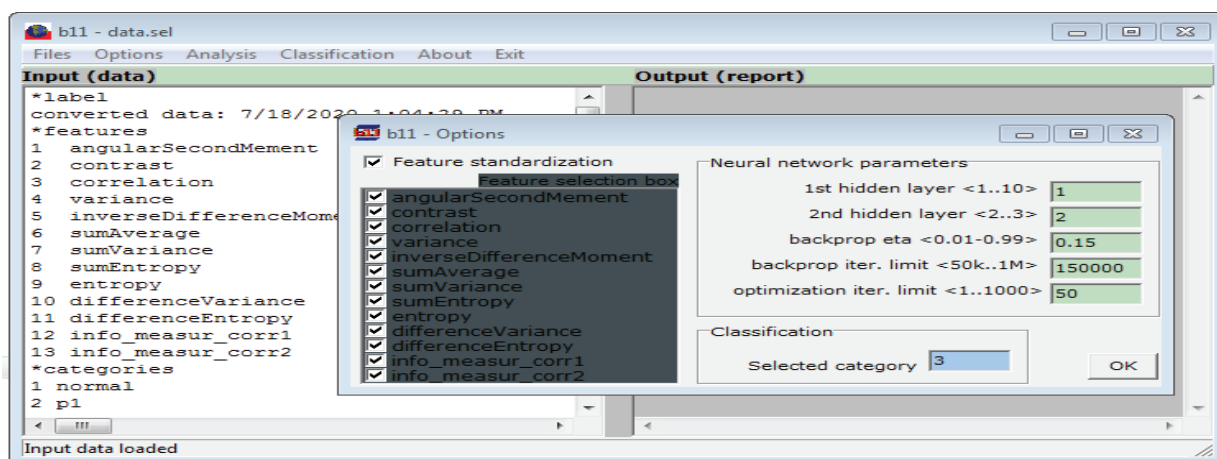 b11 - data.sel
Files Options Analysis Classification About Exit
Input (data)
Output (report)
*label
converted data: 7/18/2020 1:04:29 PM
*features
1 angularSecondMement
2 contrast
3 correlation
4 variance
5 inverseDifferenceMome
6 sumAverage
7 sumVariance
8 sumEntropy
9 entropy
10 differenceVariance
11 differenceEntropy
12 info_measur_corr1
13 info_measur_corr2
*categories
1 normal
2 p1
Input data loaded
b11 - Options
Feature standardization
Feature selection box
angularSecondMement
contrast
correlation
variance
inverseDifferenceMoment
sumAverage
sumVariance
sumEntropy
entropy
differenceVariance
differenceEntropy
info_measur_corr1
info_measur_corr2
Neural network parameters
1st hidden layer <1..10> 1
2nd hidden layer <2..3> 2
backprop eta <0.01-0.99> 0.15
backprop iter. limit <50k..1M> 150000
optimization iter. limit <1..1000> 50
Classification
Selected category 3
OK